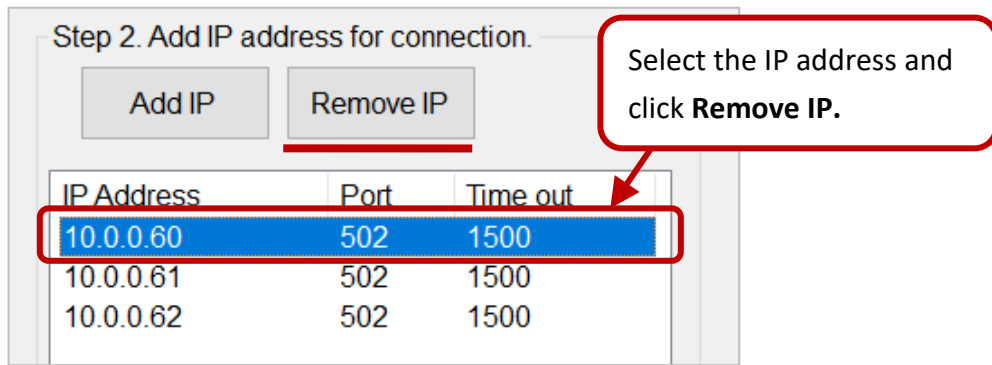 Step 2. Add IP address for connection.
Select the IP address and
click Remove IP.
Add IP Remove IP
IP Address Port Time out
10.0.0.60 502 1500
10.0.0.61 502 1500
10.0.0.62 502 1500